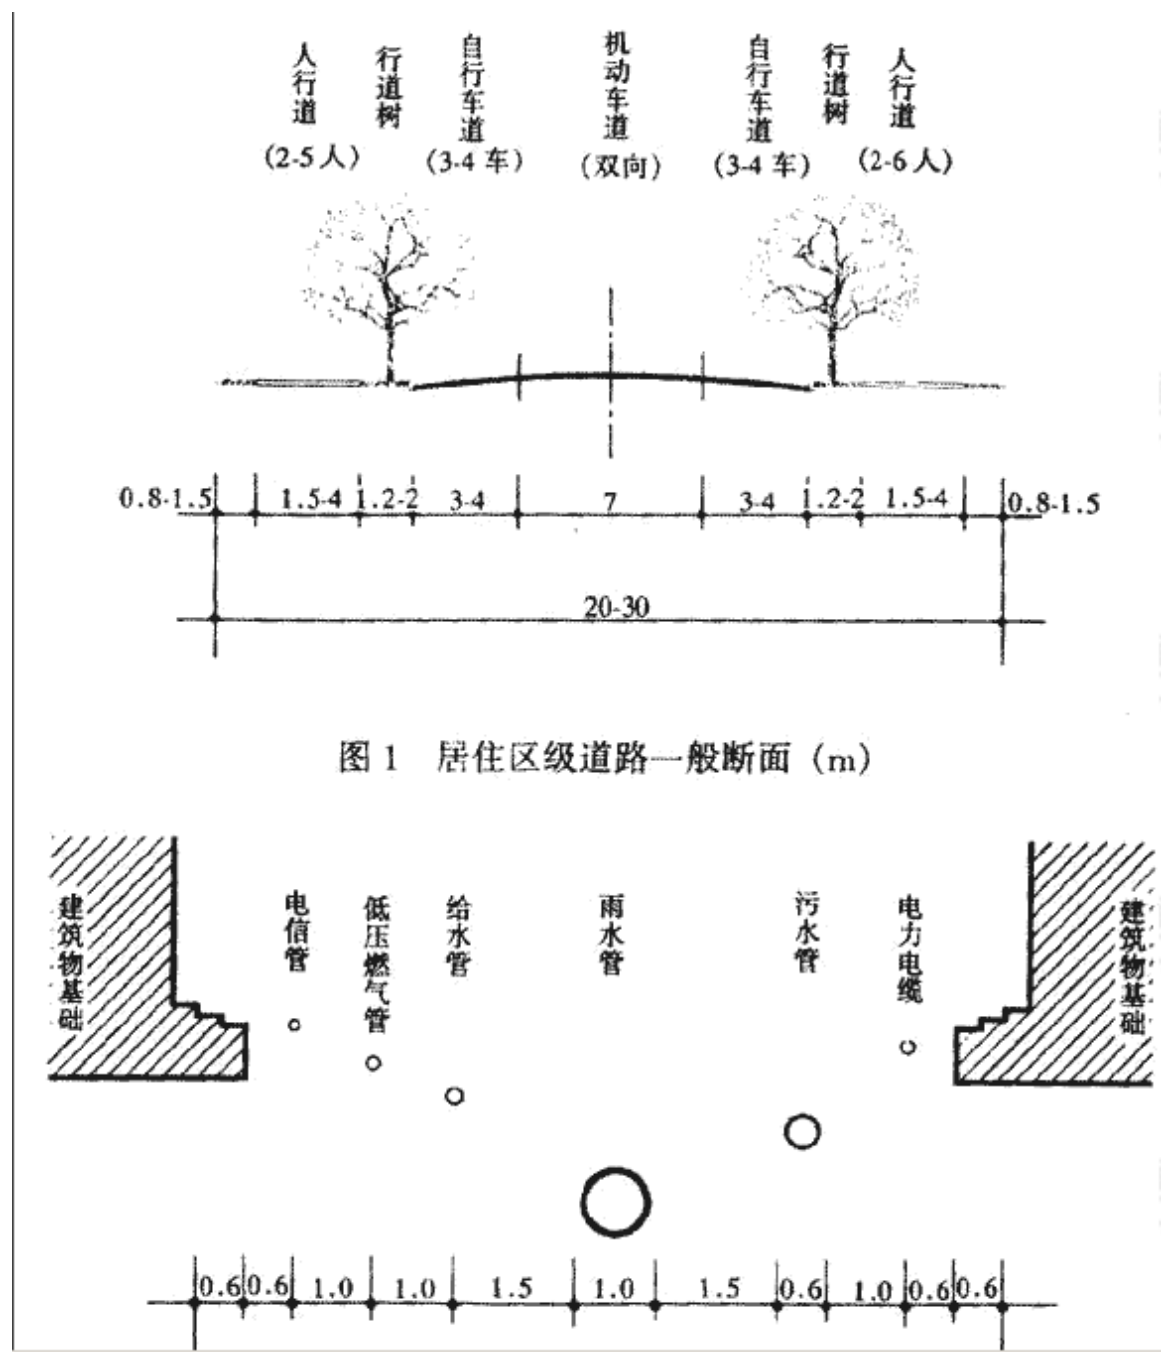 人行道
行道树
自行车道
机动车道
自行车道
行道树
人行道
(2-5 人)
(3-4 车)
(双向)
(3-4 车)
(2-6 人)
0.8-1.5
1.5-4
1.2-2
3-4
7
3-4
1.2-2
1.5-4
0.8-1.5
20-30
图 1 居住区级道路一般断面 (m)
建筑物基础
电信管
低压燃气管
给水管
雨水管
污水管
电力电缆
建筑物基础
0.6
0.6
1.0
1.0
1.5
1.0
1.5
0.6
1.0
0.6
0.6